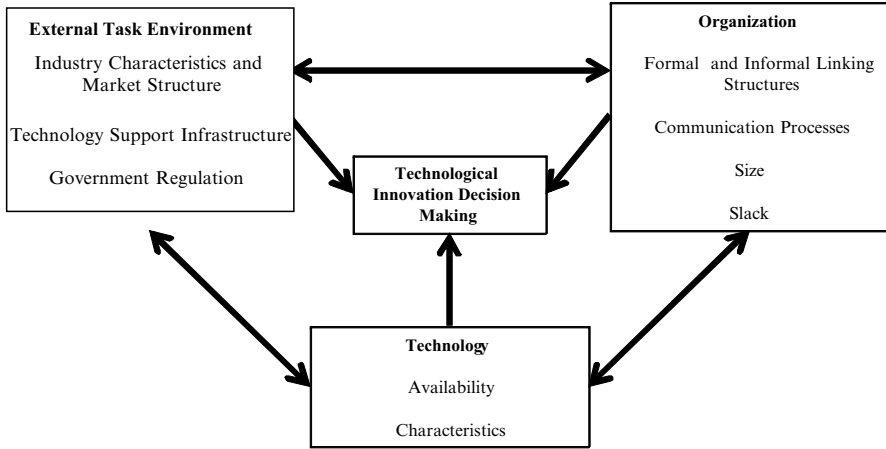 External Task Environment
Industry Characteristics and
Market Structure
Technology Support Infrastructure
Government Regulation
Organization
Formal and Informal Linking
Structures
Communication Processes
Size
Slack
Technological
Innovation Decision
Making
Technology
Availability
Characteristics